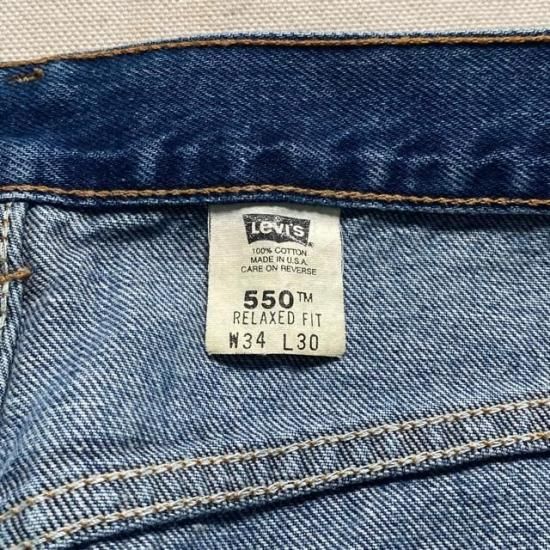 Levi's
100% COTTON
MADE IN U.S.A.
CARE ON REVERSE
550™
RELAXED FIT
W34 L30